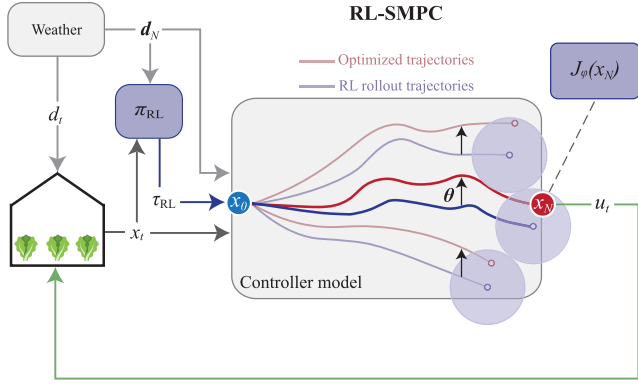 RL-SMPC
Weather
d_N
Optimized trajectories
RL rollout trajectories
J_φ(x_N)
π_RL
d_t
τ_RL
x_0
θ
x_N
u_t
x_t
Controller model